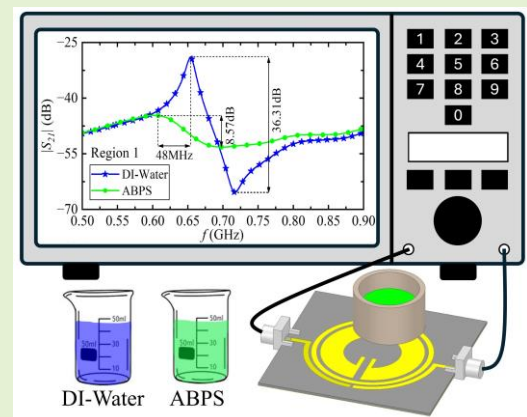 −25
−40
−55
−70
|S21| (dB)
8.57dB
36.31dB
Region 1
48MHz
DI-Water
ABPS
0.50 0.55 0.60 0.65 0.70 0.75 0.80 0.85 0.90
f (GHz)
1 2 3
4 5 6
7 8 9
0
50ml 50ml
50ml 30 50ml 30
10 10
DI-Water ABPS